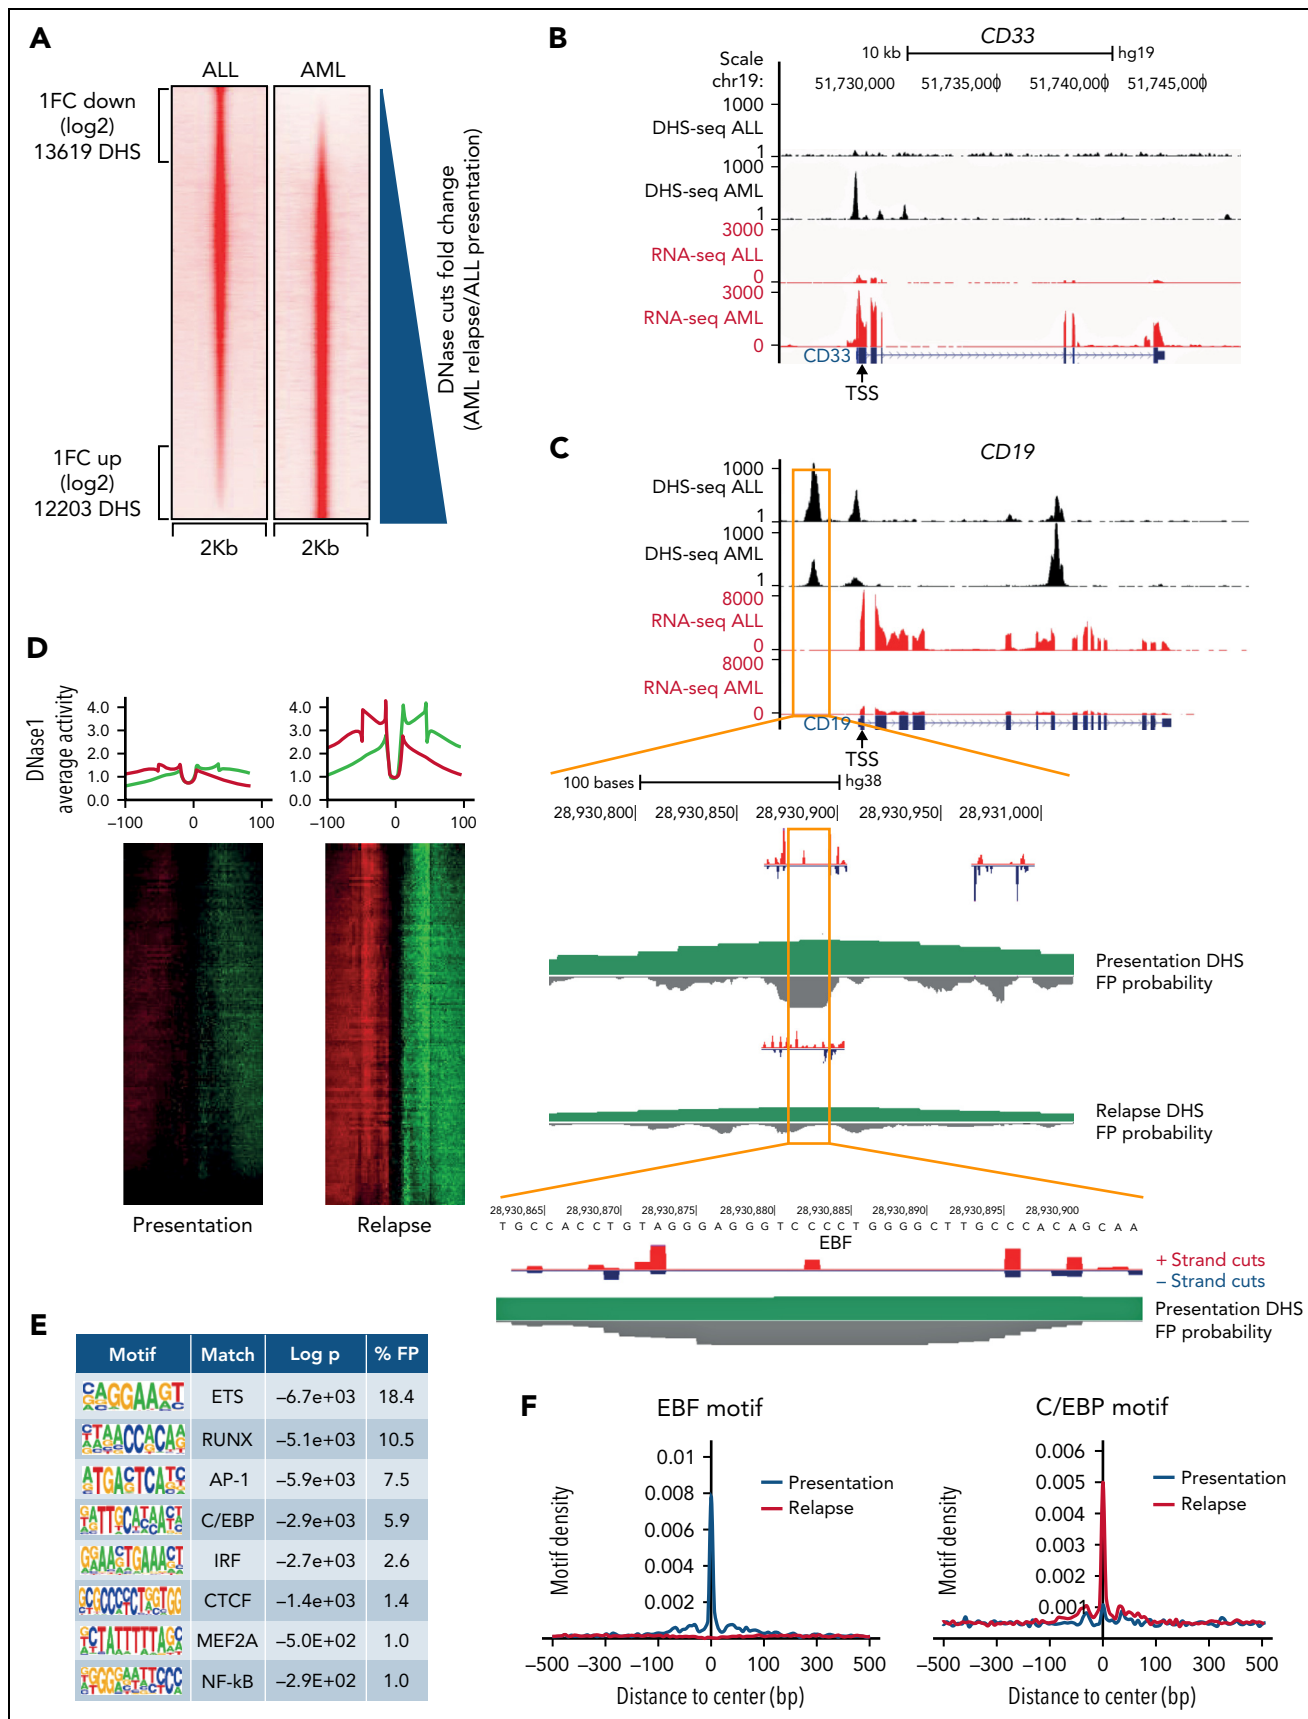 A
ALL
AML
1FC down
(log2)
13619 DHS
1FC up
(log2)
12203 DHS
2Kb
2Kb
DNase cuts fold change
(AML relapse/ALL presentation)
B
CD33
Scale
10 kb
hg19
chr19:
51,730,000
51,735,000
51,740,000
51,745,000
1000
DHS-seq ALL
1
1000
DHS-seq AML
1
3000
RNA-seq ALL
0
3000
RNA-seq AML
0
CD33
TSS
C
CD19
1000
DHS-seq ALL
1
1000
DHS-seq AML
1
8000
RNA-seq ALL
0
8000
RNA-seq AML
0
CD19
TSS
100 bases
hg38
28,930,800
28,930,850
28,930,900
28,930,950
28,931,000
Presentation DHS
FP probability
Relapse DHS
FP probability
28,930,865
28,930,870
28,930,875
28,930,880
28,930,885
28,930,890
28,930,895
28,930,900
T G C C A C C T G T A G G G A G G G T C C C C T G G G G C T T G C C C A C A G C A A
EBF
+ Strand cuts
– Strand cuts
Presentation DHS
FP probability
D
DNase1
average activity
4.0
3.0
2.0
1.0
0.0
–100
0
100
4.0
3.0
2.0
1.0
0.0
–100
0
100
Presentation
Relapse
E
Motif Match Log p % FP
ETS –6.7e+03 18.4
RUNX –5.1e+03 10.5
AP-1 –5.9e+03 7.5
C/EBP –2.9e+03 5.9
IRF –2.7e+03 2.6
CTCF –1.4e+03 1.4
MEF2A –5.0E+02 1.0
NF-kB –2.9E+02 1.0
F
EBF motif
Motif density
0.01
0.008
0.006
0.004
0.002
Presentation
Relapse
–500 –300 –100 0 100 300 500
Distance to center (bp)
C/EBP motif
Motif density
0.006
0.005
0.004
0.003
0.002
0.001
Presentation
Relapse
–500 –300 –100 0 100 300 500
Distance to center (bp)